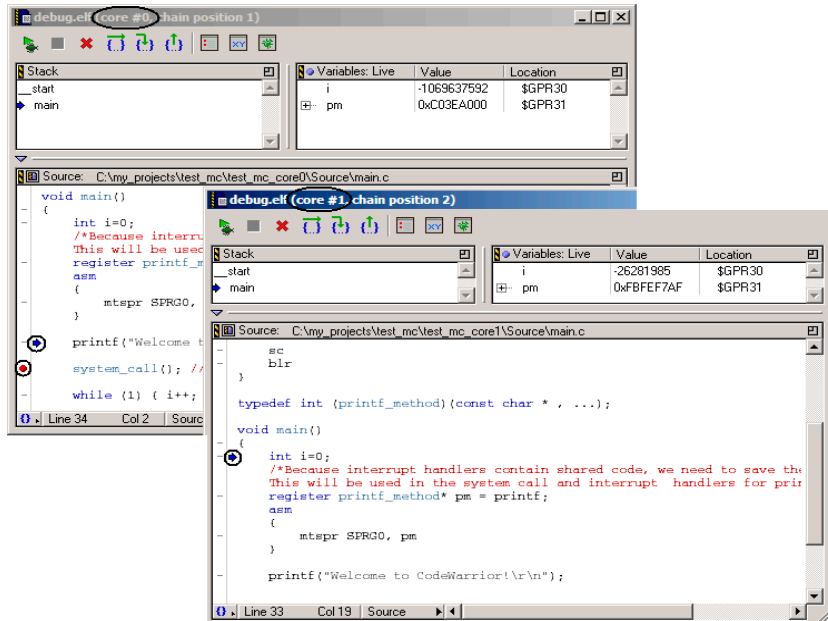 debug.elf (core #0, chain position 1)
Stack
__start
main
Variables: Live Value Location
i -1069637592 $GPR30
pm 0xC03EA000 $GPR31
Source: C:\my_projects\test_mc\test_mc_core0\Source\main.c
void main()
{
int i=0;
/*Because interru
This will be used
register printf_m
asm
{
mtspr SPRG0,
}
printf("Welcome t
system_call(); //
while (1) { i++;
Line 34 Col 2 Sourc
debug.elf (core #1, chain position 2)
Stack
__start
main
Variables: Live Value Location
i -26281985 $GPR30
pm 0xFBFEF7AF $GPR31
Source: C:\my_projects\test_mc\test_mc_core1\Source\main.c
sc
blr
}
typedef int (printf_method)(const char * , ...);
void main()
{
int i=0;
/*Because interrupt handlers contain shared code, we need to save the
This will be used in the system call and interrupt handlers for prin
register printf_method* pm = printf;
asm
{
mtspr SPRG0, pm
}
printf("Welcome to CodeWarrior!\r\n");
Line 33 Col 19 Source